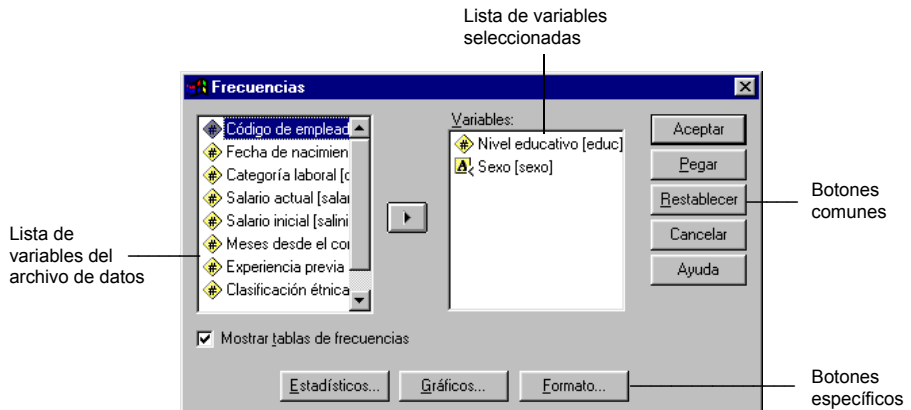 Lista de variables
seleccionadas
Frecuencias
Código de emplead
Fecha de nacimien
Categoría laboral [c
Salario actual [salar
Salario inicial [salini
Meses desde el cor
Experiencia previa
Clasificación étnica
Variables:
Nivel educativo [educ]
Sexo [sexo]
Aceptar
Pegar
Restablecer
Cancelar
Ayuda
Mostrar tablas de frecuencias
Estadísticos...
Gráficos...
Formato...
Lista de
variables del
archivo de datos
Botones
comunes
Botones
específicos